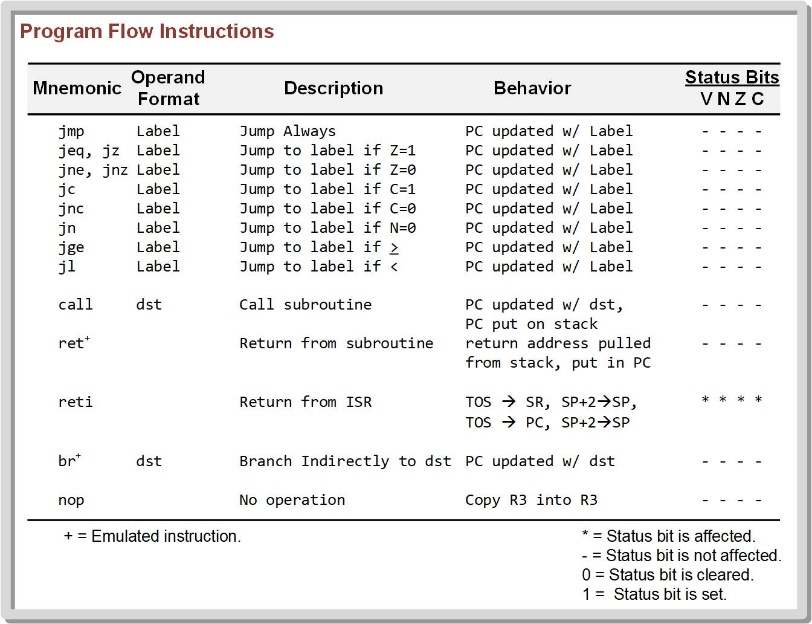 Program Flow Instructions
Mnemonic Operand Format Description Behavior Status Bits
V N Z C
jmp Label Jump Always PC updated w/ Label - - - -
jeq, jz Label Jump to label if Z=1 PC updated w/ Label - - - -
jne, jnz Label Jump to label if Z=0 PC updated w/ Label - - - -
jc Label Jump to label if C=1 PC updated w/ Label - - - -
jnc Label Jump to label if C=0 PC updated w/ Label - - - -
jn Label Jump to label if N=0 PC updated w/ Label - - - -
jge Label Jump to label if ≥ PC updated w/ Label - - - -
jl Label Jump to label if < PC updated w/ Label - - - -
call dst Call subroutine PC updated w/ dst, - - - -
PC put on stack
ret+ Return from subroutine return address pulled - - - -
from stack, put in PC
reti Return from ISR TOS → SR, SP+2→SP, * * * *
TOS → PC, SP+2→SP
br+ dst Branch Indirectly to dst PC updated w/ dst - - - -
nop No operation Copy R3 into R3 - - - -
+ = Emulated instruction.
* = Status bit is affected.
- = Status bit is not affected.
0 = Status bit is cleared.
1 = Status bit is set.